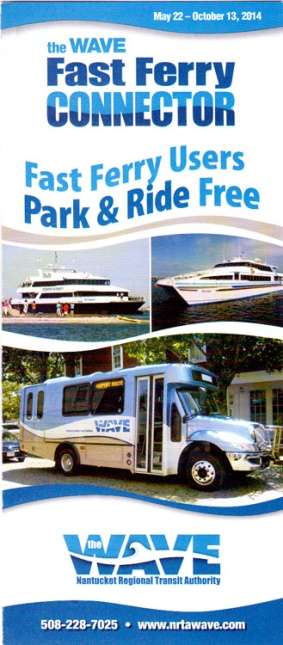 May 22 – October 13, 2014
the WAVE
Fast Ferry
CONNECTOR
Fast Ferry Users
Park & Ride Free
WAVE
the WAVE
Nantucket Regional Transit Authority
508-228-7025 • www.nrtawave.com